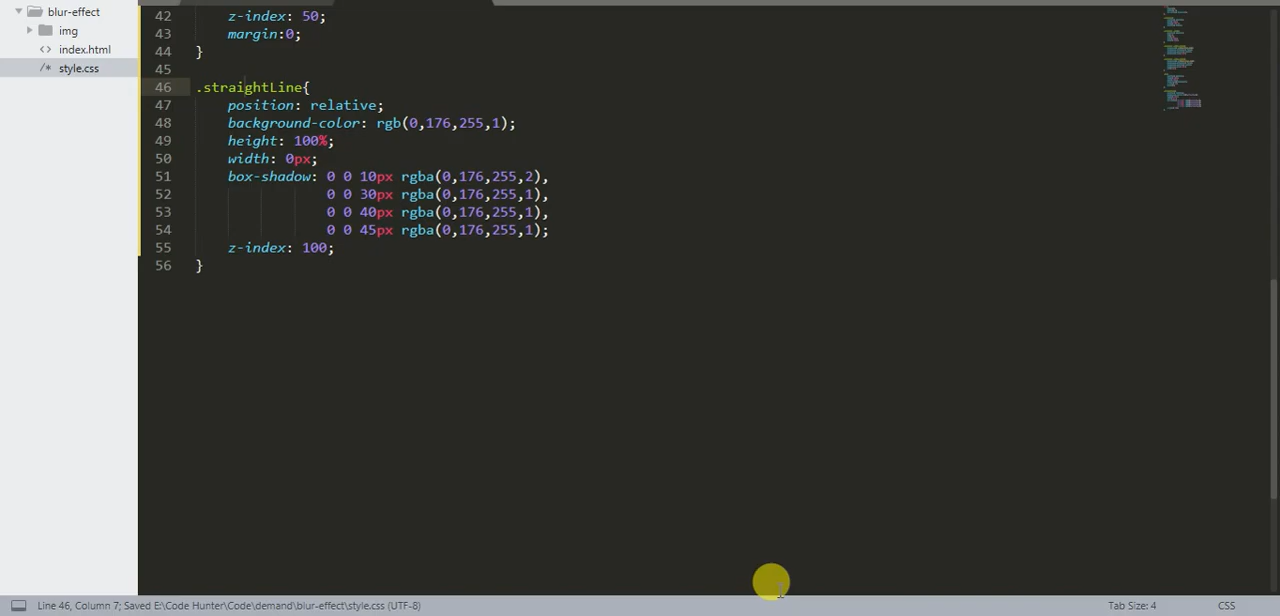 blur-effect
img
<> index.html
/* style.css
42 z-index: 50;
43 margin:0;
44 }
45
46 .straightLine{
47 position: relative;
48 background-color: rgb(0,176,255,1);
49 height: 100%;
50 width: 0px;
51 box-shadow: 0 0 10px rgba(0,176,255,2),
52 0 0 30px rgba(0,176,255,1),
53 0 0 40px rgba(0,176,255,1),
54 0 0 45px rgba(0,176,255,1);
55 z-index: 100;
56 }
Line 46, Column 7; Saved E:\Code Hunter\Code\demand\blur-effect\style.css (UTF-8) Tab Size: 4 CSS